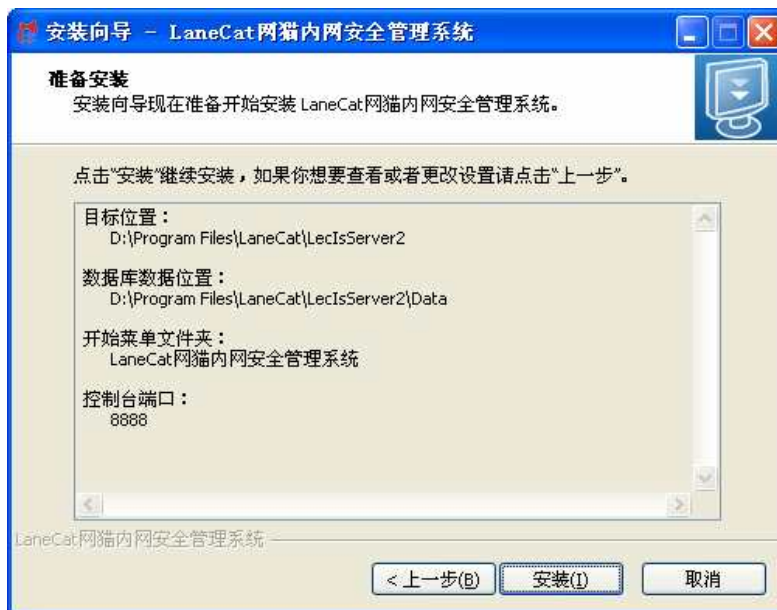 安装向导 - LaneCat网猫内网安全管理系统
准备安装
安装向导现在准备开始安装 LaneCat网猫内网安全管理系统。
点击"安装"继续安装，如果你想要查看或者更改设置请点击"上一步"。
目标位置：
D:\Program Files\LaneCat\LecIsServer2
数据库数据位置：
D:\Program Files\LaneCat\LecIsServer2\Data
开始菜单文件夹：
LaneCat网猫内网安全管理系统
控制台端口：
8888
LaneCat网猫内网安全管理系统
< 上一步(B)
安装(I)
取消